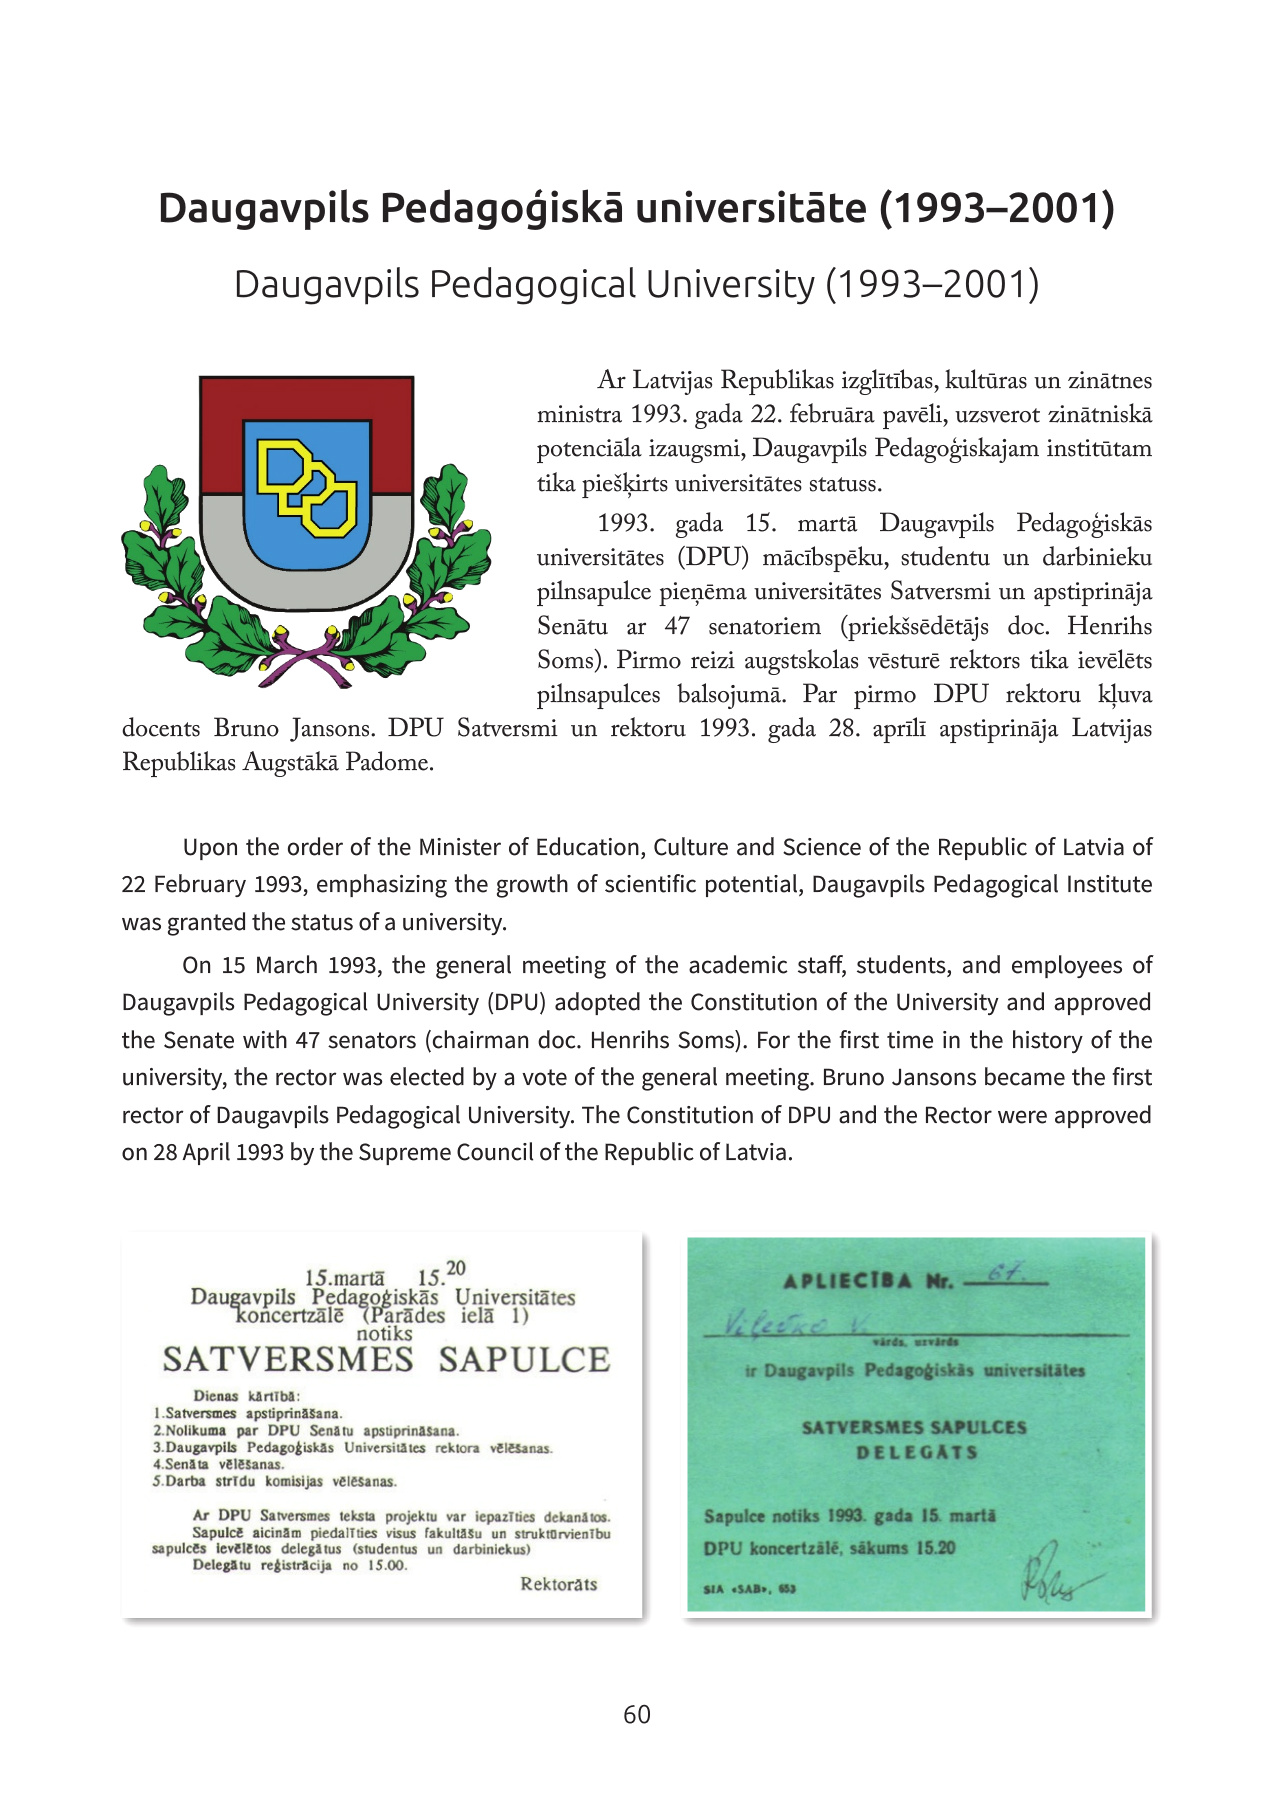 Daugavpils Pedagoģiskā universitāte (1993–2001)
Daugavpils Pedagogical University (1993–2001)
Ar Latvijas Republikas izglītības, kultūras un zinātnes
ministra 1993. gada 22. februāra pavēli, uzsverot zinātniskā
potenciāla izaugsmi, Daugavpils Pedagoģiskajam institūtam
tika piešķirts universitātes statuss.
1993. gada 15. martā Daugavpils Pedagoģiskās
universitātes (DPU) mācībspēku, studentu un darbinieku
pilnsapulce pieņēma universitātes Satversmi un apstiprināja
Senātu ar 47 senatoriem (priekšsēdētājs doc. Henrihs
Soms). Pirmo reizi augstskolas vēsturē rektors tika ievēlēts
pilnsapulces balsojumā. Par pirmo DPU rektoru kļuva
docents Bruno Jansons. DPU Satversmi un rektoru 1993. gada 28. aprīlī apstiprināja Latvijas
Republikas Augstākā Padome.
Upon the order of the Minister of Education, Culture and Science of the Republic of Latvia of
22 February 1993, emphasizing the growth of scientific potential, Daugavpils Pedagogical Institute
was granted the status of a university.
On 15 March 1993, the general meeting of the academic staff, students, and employees of
Daugavpils Pedagogical University (DPU) adopted the Constitution of the University and approved
the Senate with 47 senators (chairman doc. Henrihs Soms). For the first time in the history of the
university, the rector was elected by a vote of the general meeting. Bruno Jansons became the first
rector of Daugavpils Pedagogical University. The Constitution of DPU and the Rector were approved
on 28 April 1993 by the Supreme Council of the Republic of Latvia.
15.martā 15.20
Daugavpils Pedagoģiskās Universitātes
koncertzālē (Parādes ielā 1)
notiks
SATVERSMES SAPULCE
Dienas kārtībā:
1.Satversmes apstiprināšana.
2.Nolikuma par DPU Senātu apstiprināšana.
3.Daugavpils Pedagoģiskās Universitātes rektora vēlēšanas.
4.Senāta vēlēšanas.
5.Darba strīdu komisijas vēlēšanas.
Ar DPU Satversmes teksta projektu var iepazīties dekanātos.
Sapulcē aicinām piedalīties visus fakultāšu un struktūrvienību
sapulcēs ievēlētos delegātus (studentus un darbiniekus)
Delegātu reģistrācija no 15.00.
Rektorāts
APLIECĪBA Nr. 67.
V.
vārds, uzvārds
ir Daugavpils Pedagoģiskās universitātes
SATVERSMES SAPULCES
DELEGĀTS
Sapulce notiks 1993. gada 15. martā
DPU koncertzālē, sākums 15.20
SIA «SAB», 653
60